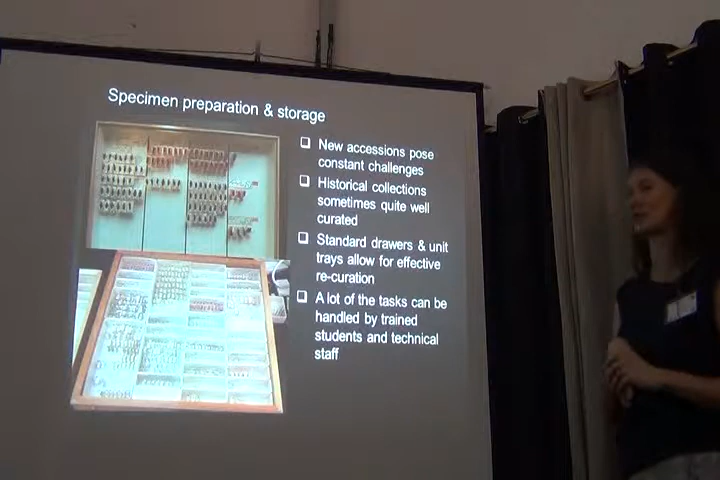 Specimen preparation & storage
❑ New accessions pose
constant challenges
❑ Historical collections
sometimes quite well
curated
❑ Standard drawers & unit
trays allow for effective
re-curation
❑ A lot of the tasks can be
handled by trained
students and technical
staff